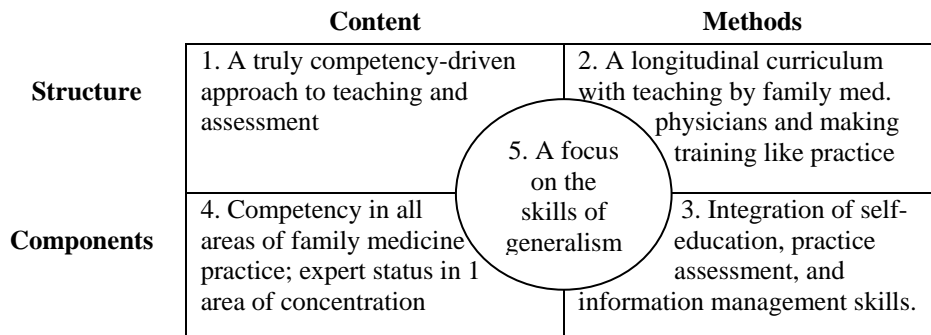 Content
Methods
Structure
1. A truly competency-driven
approach to teaching and
assessment
2. A longitudinal curriculum
with teaching by family med.
physicians and making
training like practice
5. A focus
on the
skills of
generalism
Components
4. Competency in all
areas of family medicine
practice; expert status in 1
area of concentration
3. Integration of self-
education, practice
assessment, and
information management skills.